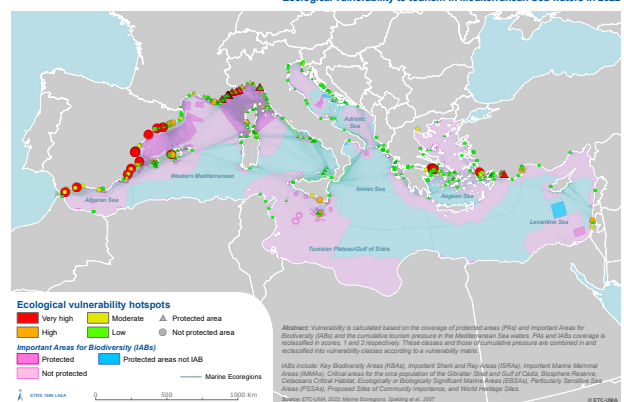 Ecological vulnerability to tourism in Mediterranean Sea waters in 2022
Adriatic
Sea
Western Mediterranean
Ionian Sea
Alboran Sea
Aegean Sea
Levantine Sea
Tunisian Plateau/Gulf of Sidra
Ecological vulnerability hotspots
Very high
Moderate
Protected area
High
Low
Not protected area
Important Areas for Biodiversity (IABs)
Protected
Protected areas not IAB
Not protected
Marine Ecoregions
N
ETRS 1989 LAEA
0 500 1000 Km
Abstract: Vulnerability is calculated based on the coverage of protected areas (PAs) and Important Areas for
Biodiversity (IABs) and the cumulative tourism pressure in the Mediterranean Sea waters. PAs and IABs coverage is
reclassified in scores, 1 and 2 respectively. These classes and those of cumulative pressure are combined in and
reclassified into vulnerability classes according to a vulnerability matrix.
IABs include: Key Biodiversity Areas (KBAs), Important Shark and Ray Areas (ISRAs), Important Marine Mammal
Areas (IMMAs), Critical areas for the orca population of the Gibraltar Strait and Gulf of Cádiz, Biosphere Reserve,
Cetaceans Critical Habitat, Ecologically or Biologically Significant Marine Areas (EBSAs), Particularly Sensitive Sea
Areas (PSSAs), Proposed Sites of Community Importance, and World Heritage Sites.
Source: ETC-UMA, 2023; Marine Ecoregions, Spalding et al., 2007
© ETC-UMA